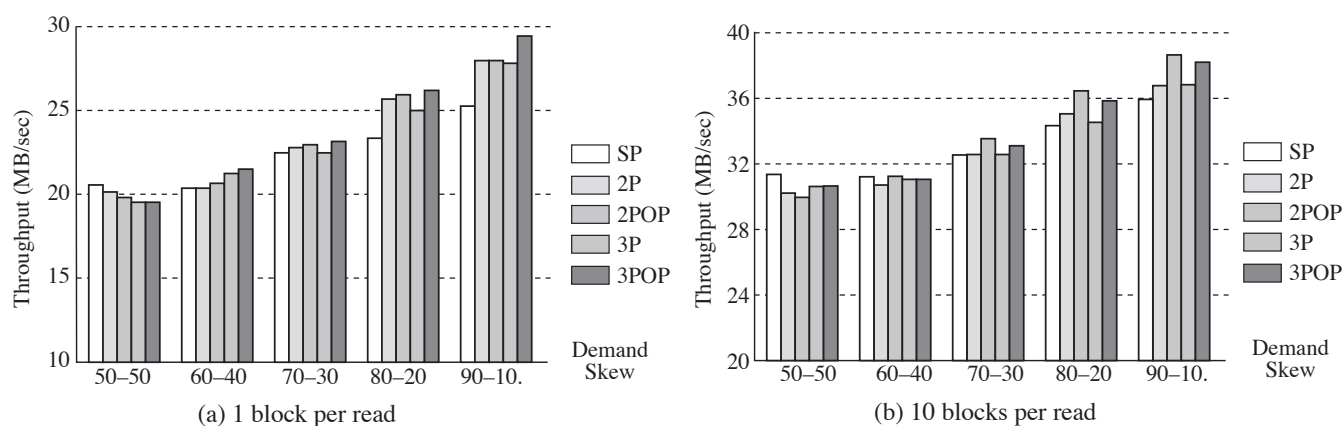 30
25
20
15
10
Throughput (MB/sec)
50–50
60–40
70–30
80–20
90–10.
SP
2P
2POP
3P
3POP
Demand
Skew
(a) 1 block per read
40
36
32
28
24
20
Throughput (MB/sec)
50–50
60–40
70–30
80–20
90–10.
SP
2P
2POP
3P
3POP
Demand
Skew
(b) 10 blocks per read